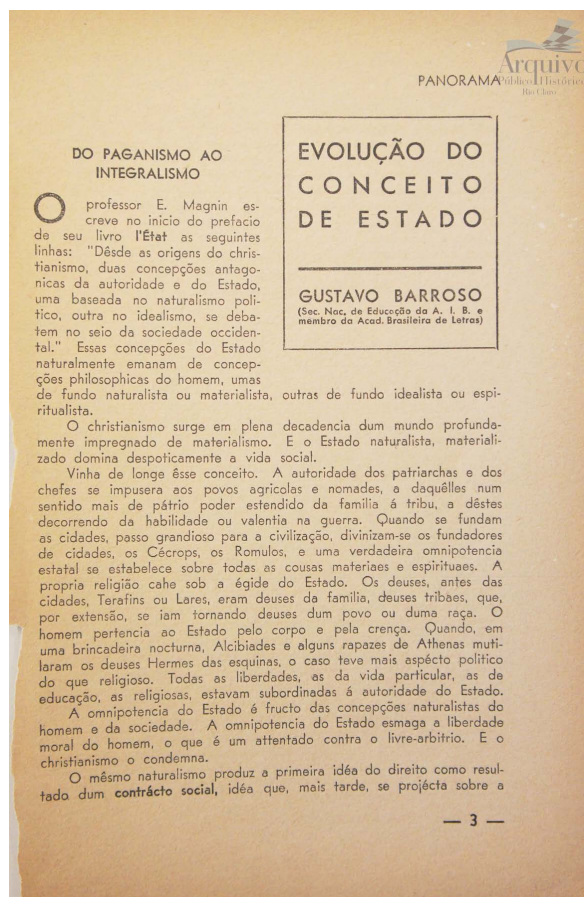 Arquivo
Público e Histórico
Rio Claro
PANORAMA
EVOLUÇÃO DO
CONCEITO
DE ESTADO
GUSTAVO BARROSO
(Sec. Nac. de Educeção da A. I. B. e
membro da Acad. Brasileira de Letras)
DO PAGANISMO AO
INTEGRALISMO
O professor E. Magnin es-
creve no inicio do prefacio
de seu livro l'État as seguintes
linhas: "Dêsde as origens do chris-
tianismo, duas concepções antago-
nicas da autoridade e do Estado,
uma baseada no naturalismo poli-
tico, outra no idealismo, se deba-
tem no seio da sociedade occiden-
tal." Essas concepções do Estado
naturalmente emanam de concep-
ções philosophicas do homem, umas
de fundo naturalista ou materialista, outras de fundo idealista ou espi-
ritualista.
O christianismo surge em plena decadencia dum mundo profunda-
mente impregnado de materialismo. E o Estado naturalista, materiali-
zado domina despoticamente a vida social.
Vinha de longe êsse conceito. A autoridade dos patriarchas e dos
chefes se impusera aos povos agricolas e nomades, a daquêlles num
sentido mais de pátrio poder estendido da familia á tribu, a dêstes
decorrendo da habilidade ou valentia na guerra. Quando se fundam
as cidades, passo grandioso para a civilização, divinizam-se os fundadores
de cidades, os Cécrops, os Romulos, e uma verdadeira omnipotencia
estatal se estabelece sobre todas as cousas materiaes e espirituaes. A
propria religião cahe sob a égide do Estado. Os deuses, antes das
cidades, Terafins ou Lares, eram deuses da familia, deuses tribaes, que,
por extensão, se iam tornando deuses dum povo ou duma raça. O
homem pertencia ao Estado pelo corpo e pela crença. Quando, em
uma brincadeira nocturna, Alcibiades e alguns rapazes de Athenas muti-
laram os deuses Hermes das esquinas, o caso teve mais aspécto politico
do que religioso. Todas as liberdades, as da vida particular, as de
educação, as religiosas, estavam subordinadas á autoridade do Estado.
A omnipotencia do Estado é fructo das concepções naturalistas do
homem e da sociedade. A omnipotencia do Estado esmaga a liberdade
moral do homem, o que é um attentado contra o livre-arbitrio. E o
christianismo o condemna.
O mêsmo naturalismo produz a primeira idéa do direito como resul-
tado dum contrácto social, idéa que, mais tarde, se projécta sobre a
— 3 —